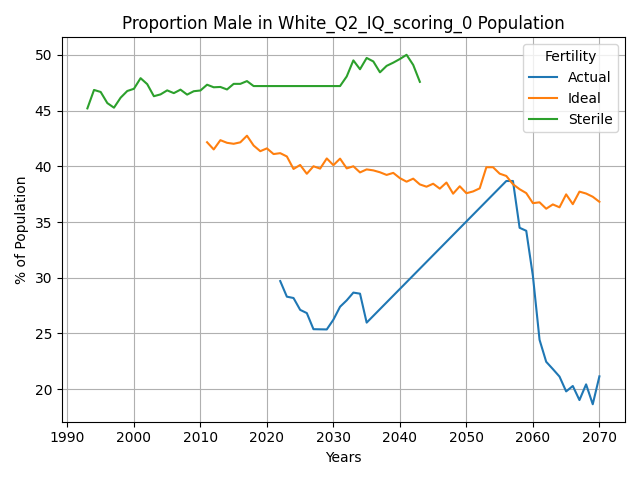 Proportion Male in White_Q2_IQ_scoring_0 Population
Fertility
Actual
Ideal
Sterile
% of Population
50
45
40
35
30
25
20
1990 2000 2010 2020 2030 2040 2050 2060 2070
Years